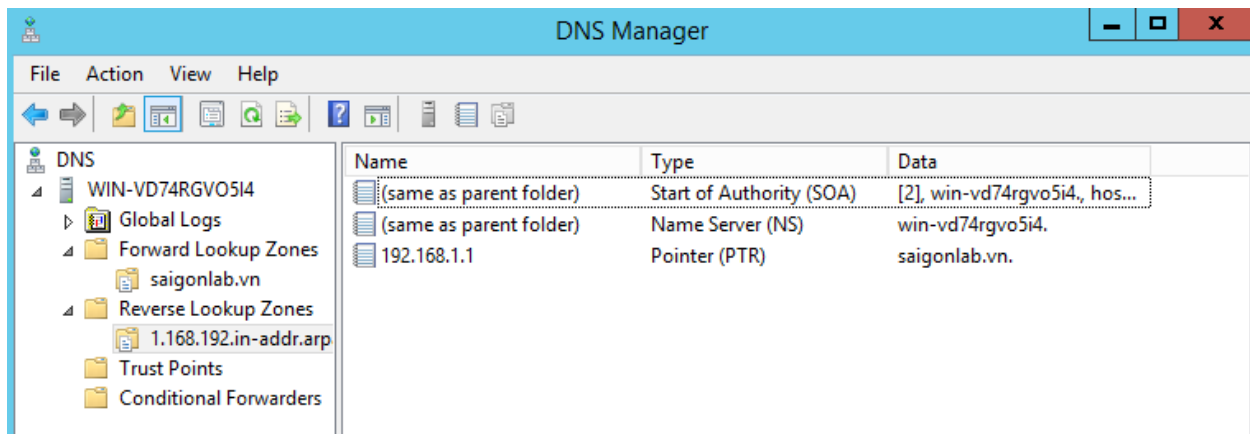 DNS Manager
File Action View Help
DNS
WIN-VD74RGVO5I4
Global Logs
Forward Lookup Zones
saigonlab.vn
Reverse Lookup Zones
1.168.192.in-addr.arp
Trust Points
Conditional Forwarders
Name Type Data
(same as parent folder) Start of Authority (SOA) [2], win-vd74rgvo5i4., hos...
(same as parent folder) Name Server (NS) win-vd74rgvo5i4.
192.168.1.1 Pointer (PTR) saigonlab.vn.